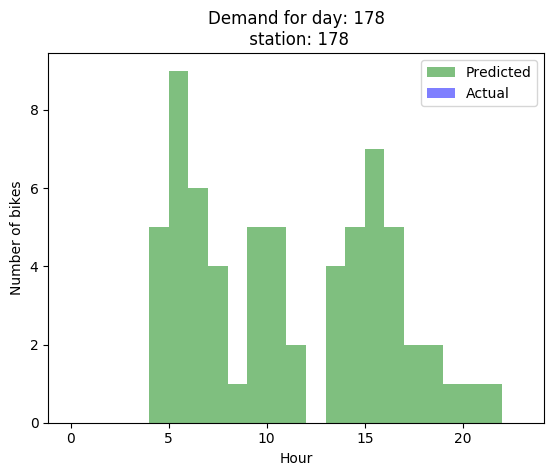 Demand for day: 178
station: 178
Predicted
Actual
Number of bikes
8
6
4
2
0
0
5
10
15
20
Hour